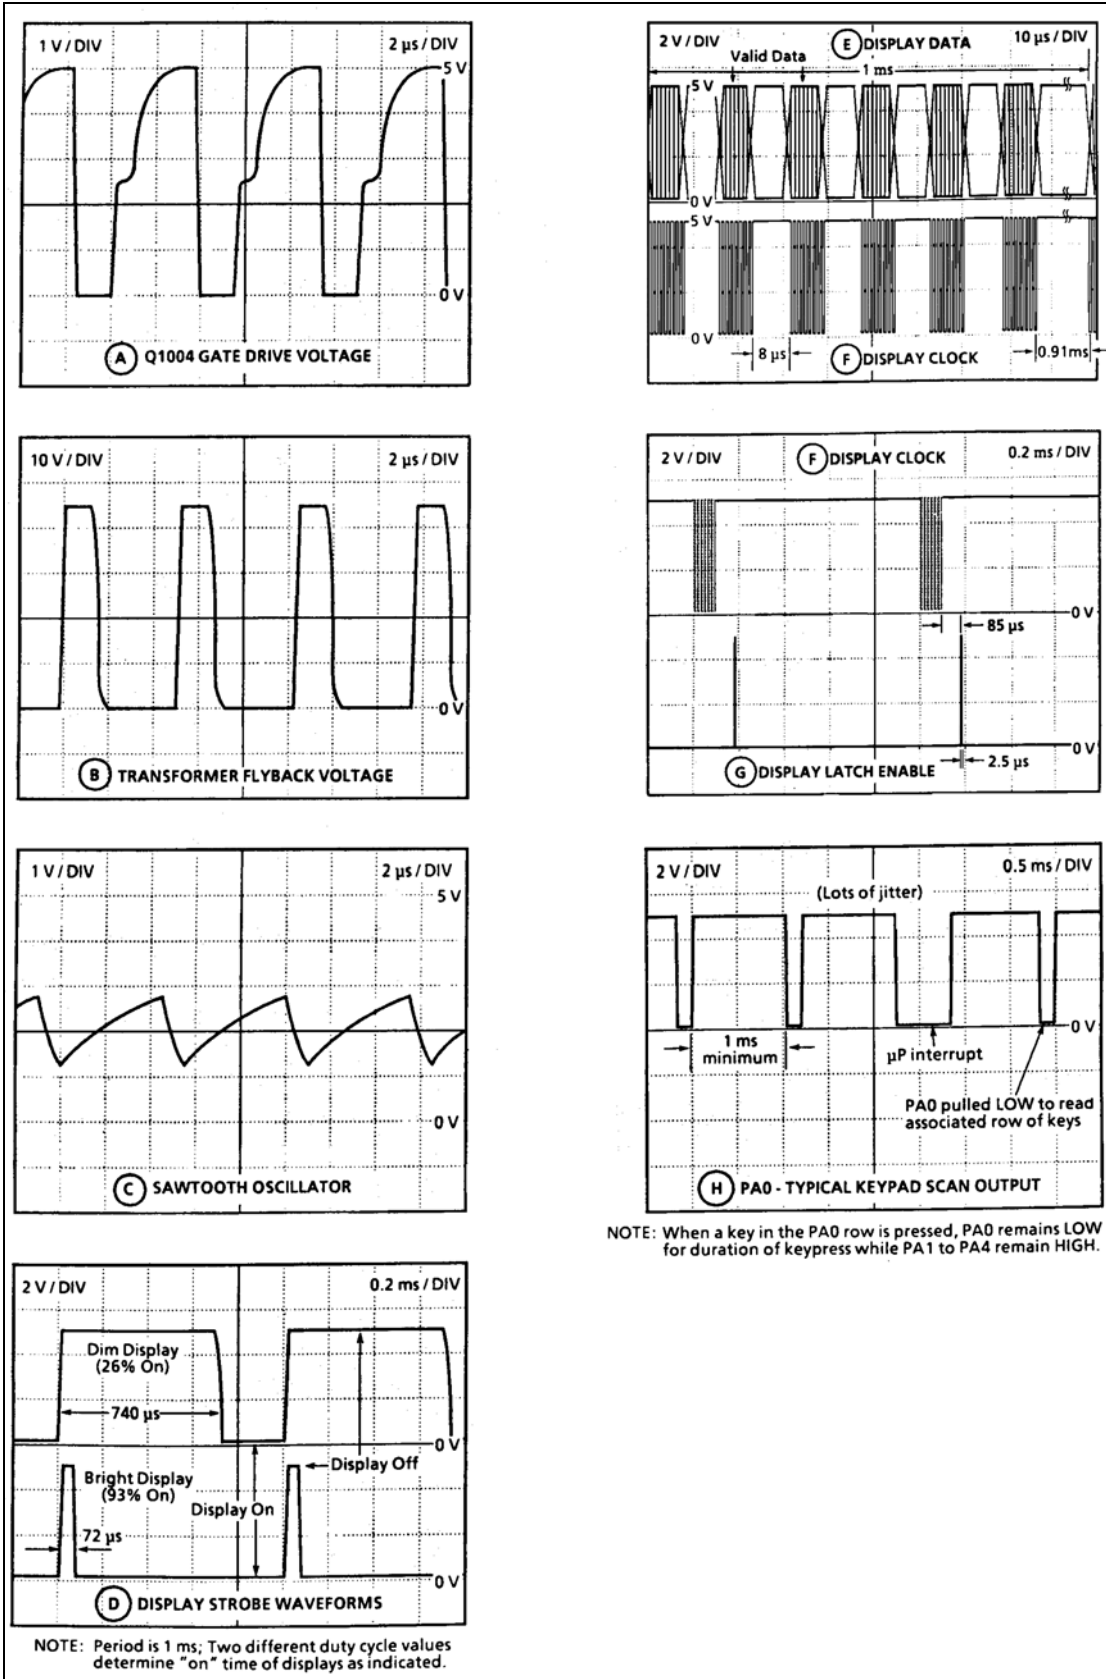 1 V / DIV
2 µs / DIV
5 V
0 V
A Q1004 GATE DRIVE VOLTAGE
10 V / DIV
2 µs / DIV
0 V
B TRANSFORMER FLYBACK VOLTAGE
1 V / DIV
2 µs / DIV
5 V
0 V
C SAWTOOTH OSCILLATOR
2 V / DIV
0.2 ms / DIV
Dim Display
(26% On)
740 µs
0 V
Display Off
Bright Display
(93% On)
Display On
72 µs
0 V
D DISPLAY STROBE WAVEFORMS
NOTE: Period is 1 ms; Two different duty cycle values
determine "on" time of displays as indicated.
2 V / DIV
E DISPLAY DATA
10 µs / DIV
Valid Data
1 ms
5 V
0 V
5 V
0 V
8 µs
F DISPLAY CLOCK
0.91ms
2 V / DIV
F DISPLAY CLOCK
0.2 ms / DIV
0 V
85 µs
0 V
G DISPLAY LATCH ENABLE
2.5 µs
2 V / DIV
0.5 ms / DIV
(Lots of jitter)
0 V
1 ms
minimum
µP interrupt
PA0 pulled LOW to read
associated row of keys
H PA0 - TYPICAL KEYPAD SCAN OUTPUT
NOTE: When a key in the PA0 row is pressed, PA0 remains LOW
for duration of keypress while PA1 to PA4 remain HIGH.